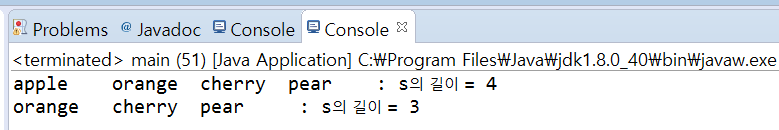 Problems @ Javadoc Console Console
<terminated> main (51) [Java Application] C:₩Program Files₩Java₩jdk1.8.0_40₩bin₩javaw.exe
apple orange cherry pear : s의 길이 = 4
orange cherry pear : s의 길이 = 3